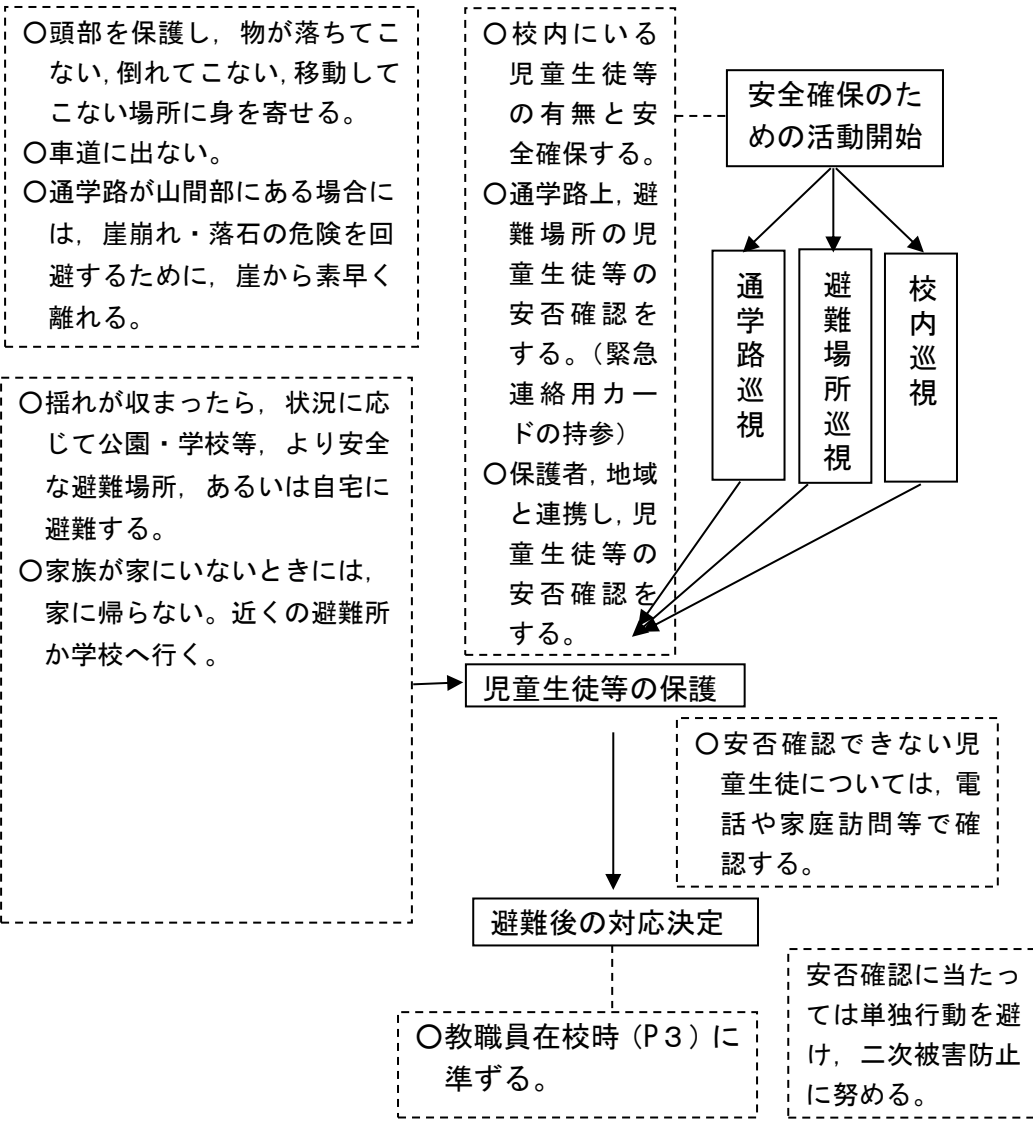 ○頭部を保護し，物が落ちてこ
ない，倒れてこない，移動して
こない場所に身を寄せる。
○車道に出ない。
○通学路が山間部にある場合に
は，崖崩れ・落石の危険を回
避するために，崖から素早く
離れる。
○揺れが収まったら，状況に応
じて公園・学校等，より安全
な避難場所，あるいは自宅に
避難する。
○家族が家にいないときには，
家に帰らない。近くの避難所
か学校へ行く。
○校内にいる
児童生徒等
の有無と安
全確保する。
○通学路上，避
難場所の児
童生徒等の
安否確認を
する。（緊急
連絡用カー
ドの持参）
○保護者，地域
と連携し，児
童生徒等の
安否確認を
する。
安全確保のた
めの活動開始
通学路巡視
避難場所巡視
校内巡視
児童生徒等の保護
○安否確認できない児
童生徒については，電
話や家庭訪問等で確
認する。
避難後の対応決定
○教職員在校時（P３）に
準ずる。
安否確認に当たっ
ては単独行動を避
け，二次被害防止
に努める。